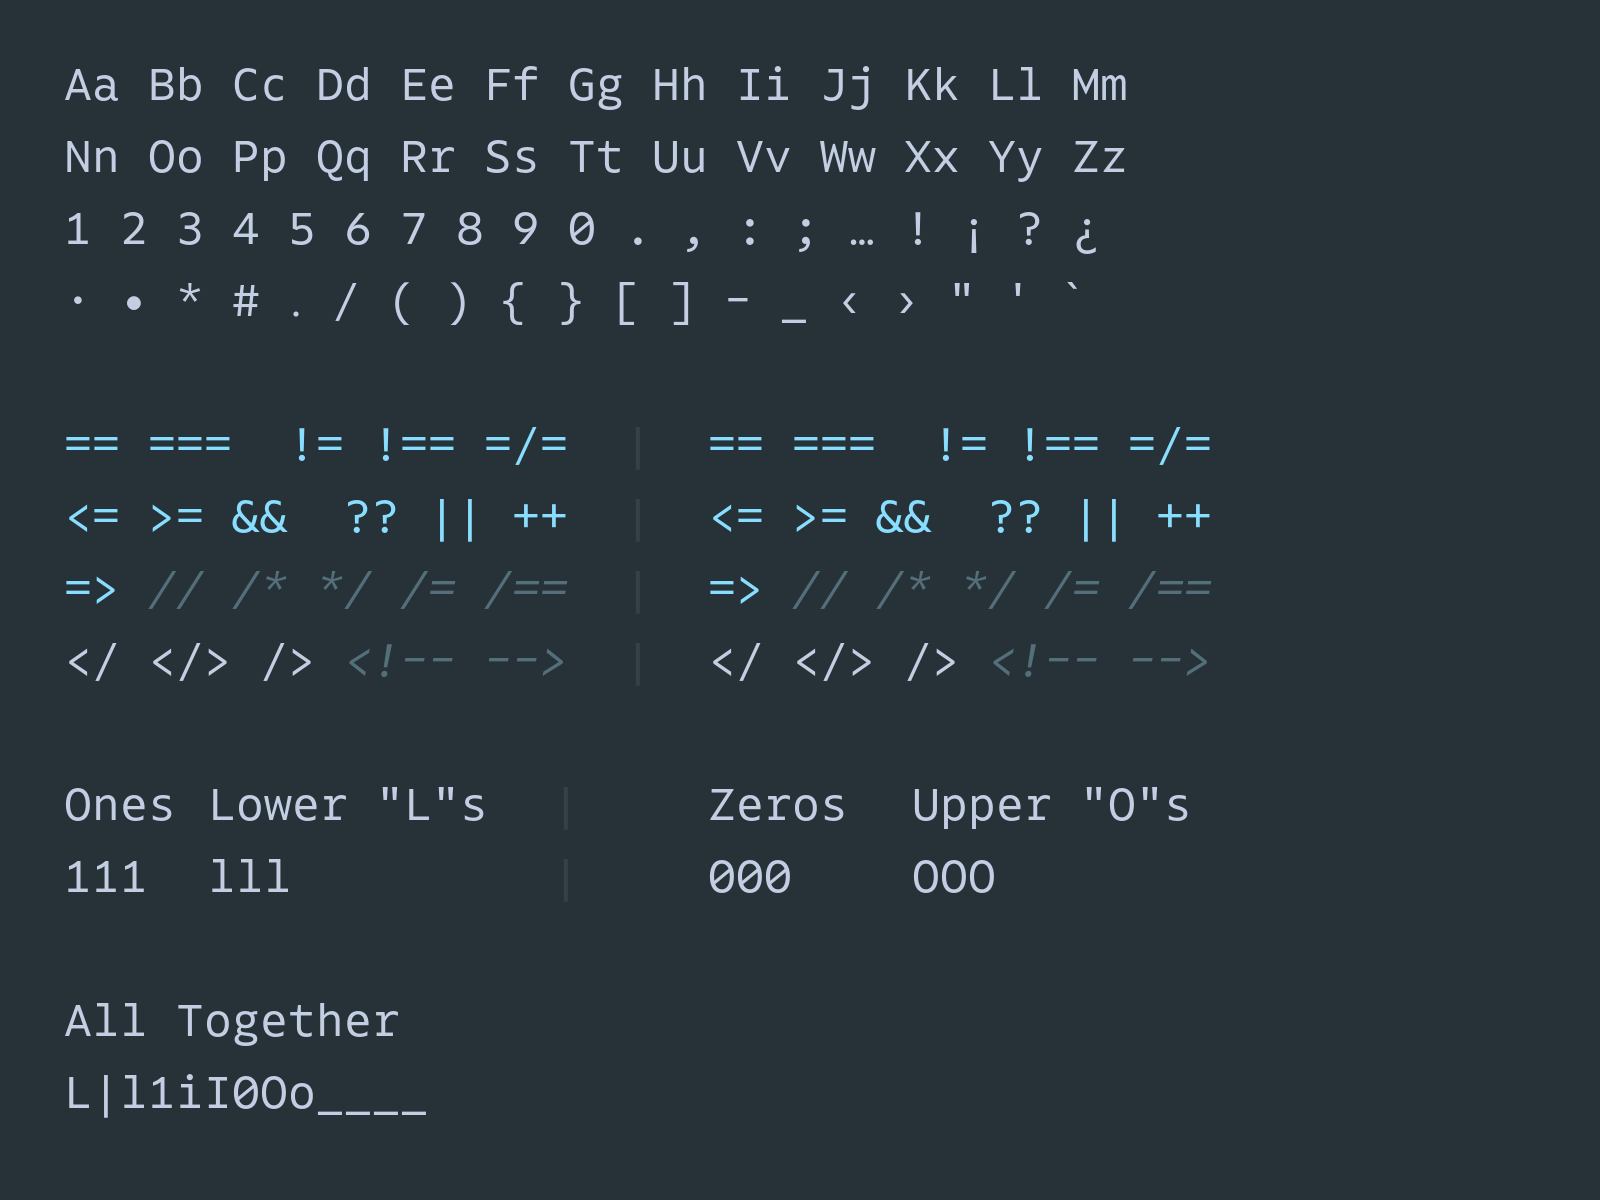 Aa Bb Cc Dd Ee Ff Gg Hh Ii Jj Kk Ll Mm
Nn Oo Pp Qq Rr Ss Tt Uu Vv Ww Xx Yy Zz
1 2 3 4 5 6 7 8 9 0 . , : ; … ! ¡ ? ¿
· • * # . / ( ) { } [ ] - _ ‹ › " ' `
== ===  != !== =/=  |  == ===  != !== =/=
<= >= &&  ?? || ++  |  <= >= &&  ?? || ++
=> // /* */ /= /==  |  => // /* */ /= /==
</ </> /> <!-- -->  |  </ </> /> <!-- -->
Ones Lower "L"s  |  Zeros  Upper "O"s
111  lll  |  000  OOO
All Together
L|l1iI0Oo____